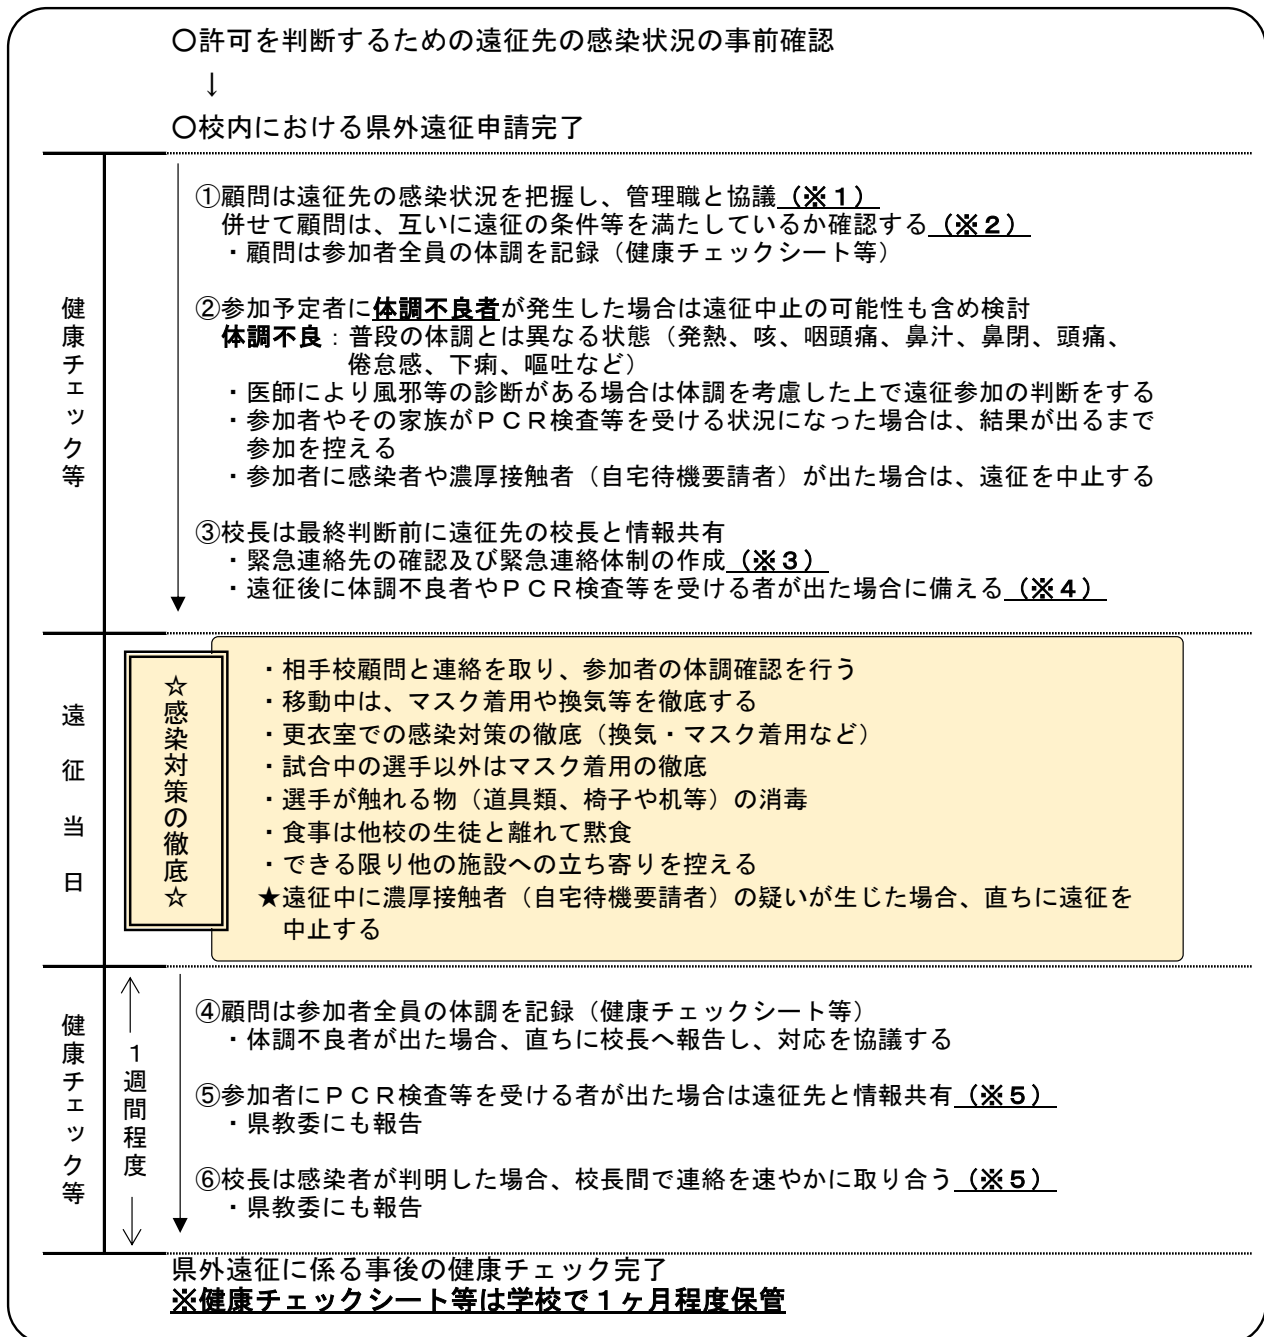 〇許可を判断するための遠征先の感染状況の事前確認
↓
〇校内における県外遠征申請完了
健康チェック等
①顧問は遠征先の感染状況を把握し、管理職と協議（※１）
併せて顧問は、互いに遠征の条件等を満たしているか確認する（※２）
・顧問は参加者全員の体調を記録（健康チェックシート等）
②参加予定者に体調不良者が発生した場合は遠征中止の可能性も含め検討
体調不良：普段の体調とは異なる状態（発熱、咳、咽頭痛、鼻汁、鼻閉、頭痛、
倦怠感、下痢、嘔吐など）
・医師により風邪等の診断がある場合は体調を考慮した上で遠征参加の判断をする
・参加者やその家族がＰＣＲ検査等を受ける状況になった場合は、結果が出るまで
参加を控える
・参加者に感染者や濃厚接触者（自宅待機要請者）が出た場合は、遠征を中止する
③校長は最終判断前に遠征先の校長と情報共有
・緊急連絡先の確認及び緊急連絡体制の作成（※３）
・遠征後に体調不良者やＰＣＲ検査等を受ける者が出た場合に備える（※４）
遠征当日
☆感染対策の徹底☆
・相手校顧問と連絡を取り、参加者の体調確認を行う
・移動中は、マスク着用や換気等を徹底する
・更衣室での感染対策の徹底（換気・マスク着用など）
・試合中の選手以外はマスク着用の徹底
・選手が触れる物（道具類、椅子や机等）の消毒
・食事は他校の生徒と離れて黙食
・できる限り他の施設への立ち寄りを控える
★遠征中に濃厚接触者（自宅待機要請者）の疑いが生じた場合、直ちに遠征を
中止する
健康チェック等
１週間程度
④顧問は参加者全員の体調を記録（健康チェックシート等）
・体調不良者が出た場合、直ちに校長へ報告し、対応を協議する
⑤参加者にＰＣＲ検査等を受ける者が出た場合は遠征先と情報共有（※５）
・県教委にも報告
⑥校長は感染者が判明した場合、校長間で連絡を速やかに取り合う（※５）
・県教委にも報告
県外遠征に係る事後の健康チェック完了
※健康チェックシート等は学校で１ヶ月程度保管